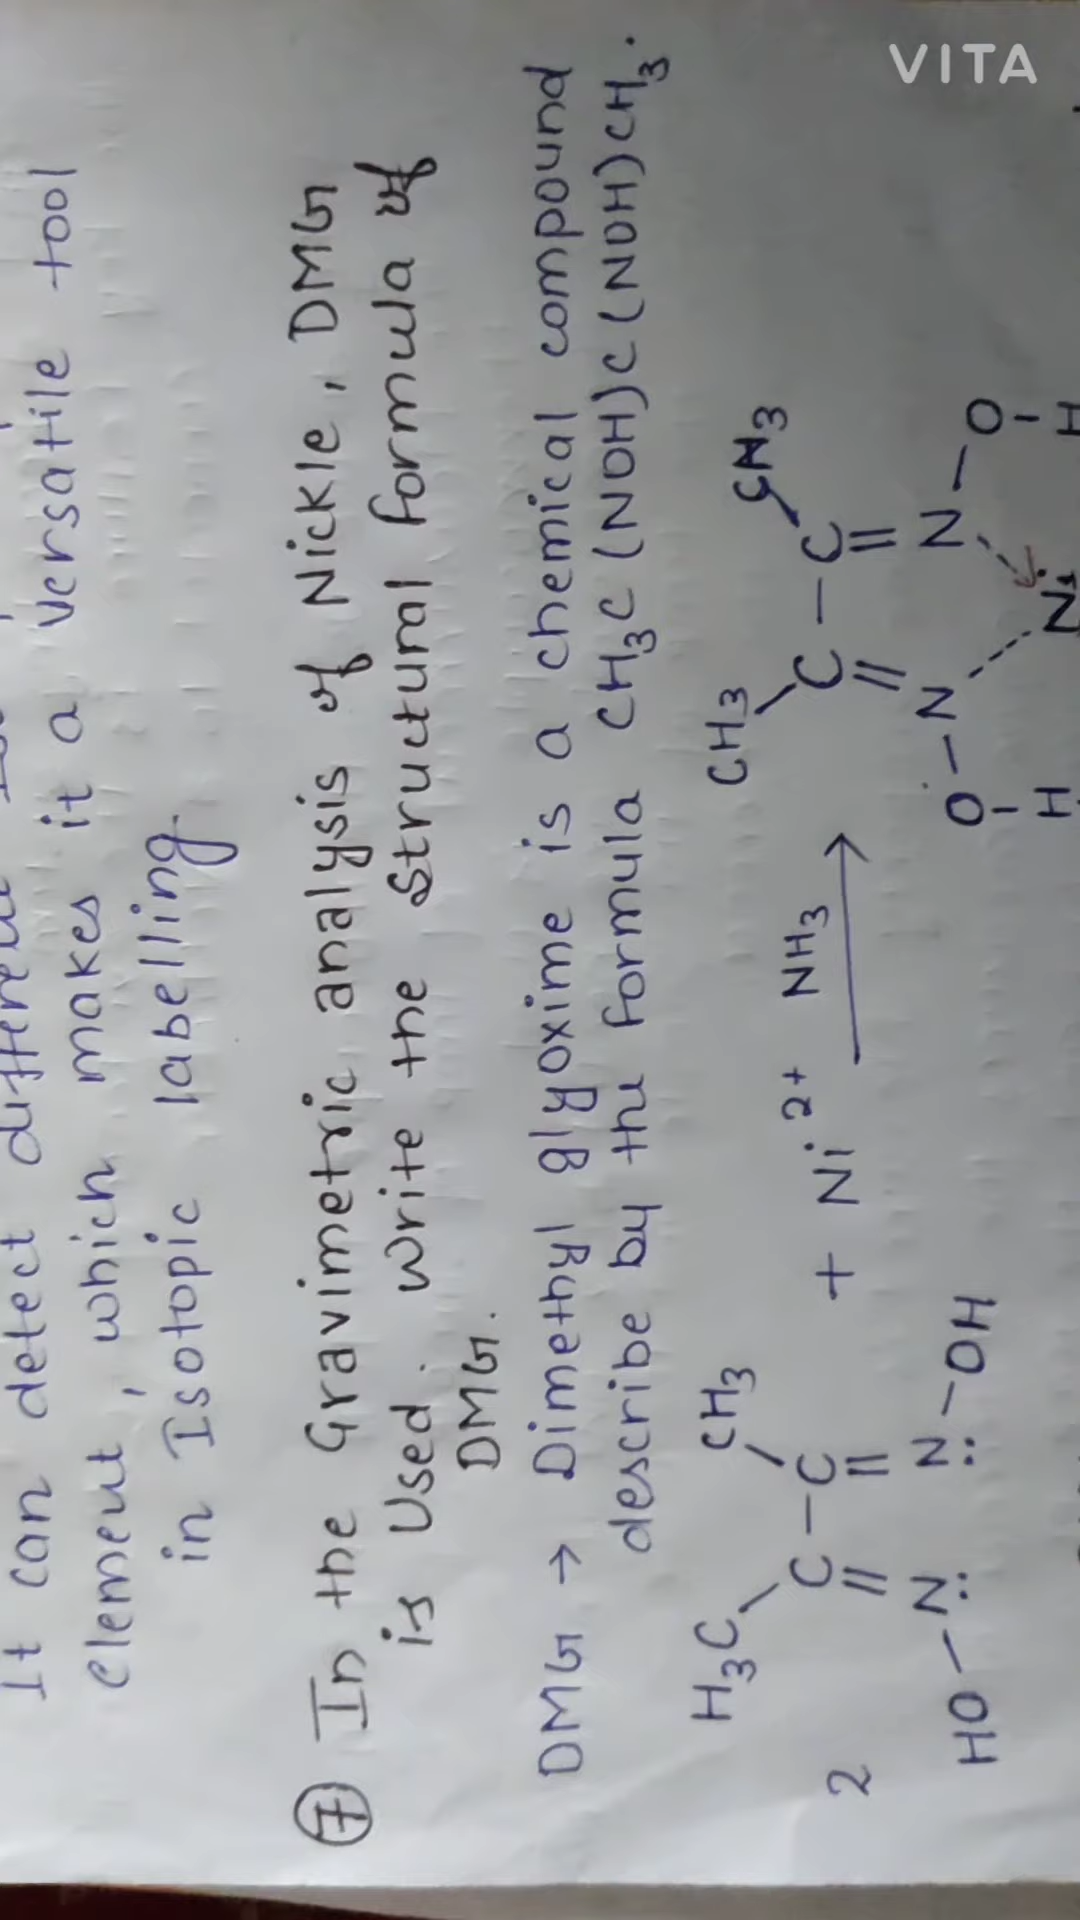 It can detect different
element, which makes it a versatile tool
in Isotopic labelling.
⑦ In the Gravimetric analysis of Nickle, DMG
is Used. write the structural formula of
DMG.
DMG → Dimethyl glyoxime is a chemical compound
describe by the formula CH3C(NOH)C(NOH)CH3.
H3C CH3 CH3 CH3
C – C C – C
2 + Ni 2+ NH3
HO – N: N – OH O – N N – O
H Ni H
VITA